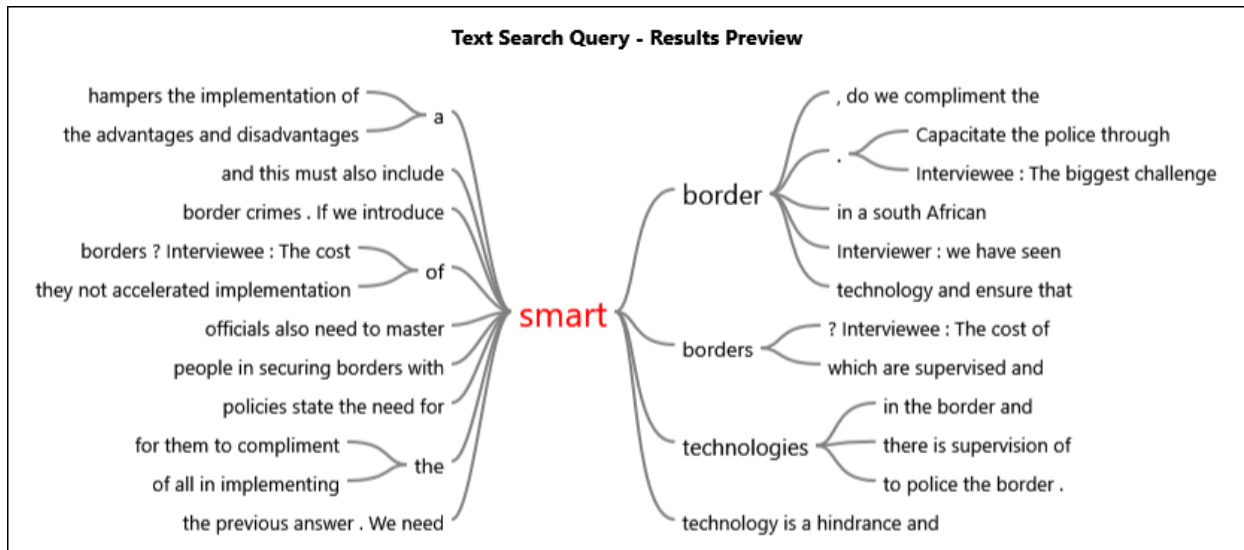 Text Search Query - Results Preview
hampers the implementation of
the advantages and disadvantages
a
and this must also include
border crimes . If we introduce
borders ? Interviewee : The cost
they not accelerated implementation
of
officials also need to master
people in securing borders with
policies state the need for
for them to compliment
of all in implementing
the
the previous answer . We need
smart
border
, do we compliment the
.
Capacitate the police through
Interviewee : The biggest challenge
in a south African
Interviewer : we have seen
technology and ensure that
borders
? Interviewee : The cost of
which are supervised and
technologies
in the border and
there is supervision of
to police the border .
technology is a hindrance and